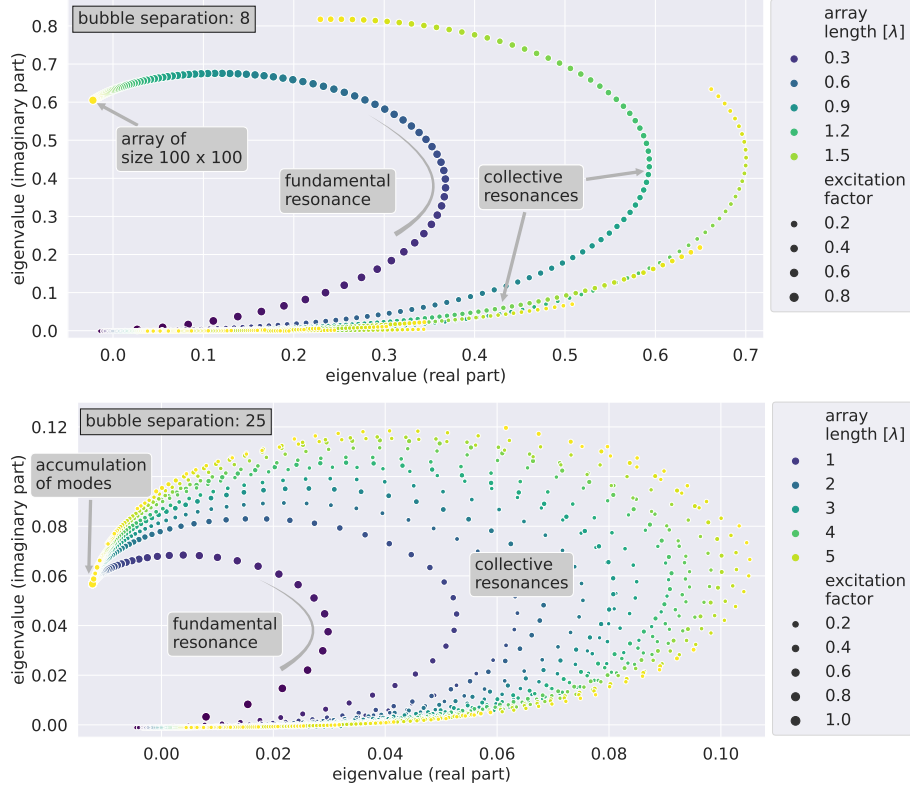 bubble separation: 8
eigenvalue (imaginary part)
0.8
0.7
0.6
0.5
0.4
0.3
0.2
0.1
0.0
array of
size 100 x 100
fundamental
resonance
collective
resonances
0.0
0.1
0.2
0.3
0.4
0.5
0.6
0.7
eigenvalue (real part)
array
length [λ]
0.3
0.6
0.9
1.2
1.5
excitation
factor
0.2
0.4
0.6
0.8
bubble separation: 25
eigenvalue (imaginary part)
0.12
0.08
0.06
0.04
0.02
0.00
accumulation
of modes
collective
resonances
fundamental
resonance
0.00
0.02
0.04
0.06
0.08
0.10
eigenvalue (real part)
array
length [λ]
1
2
3
4
5
excitation
factor
0.2
0.4
0.6
0.8
1.0